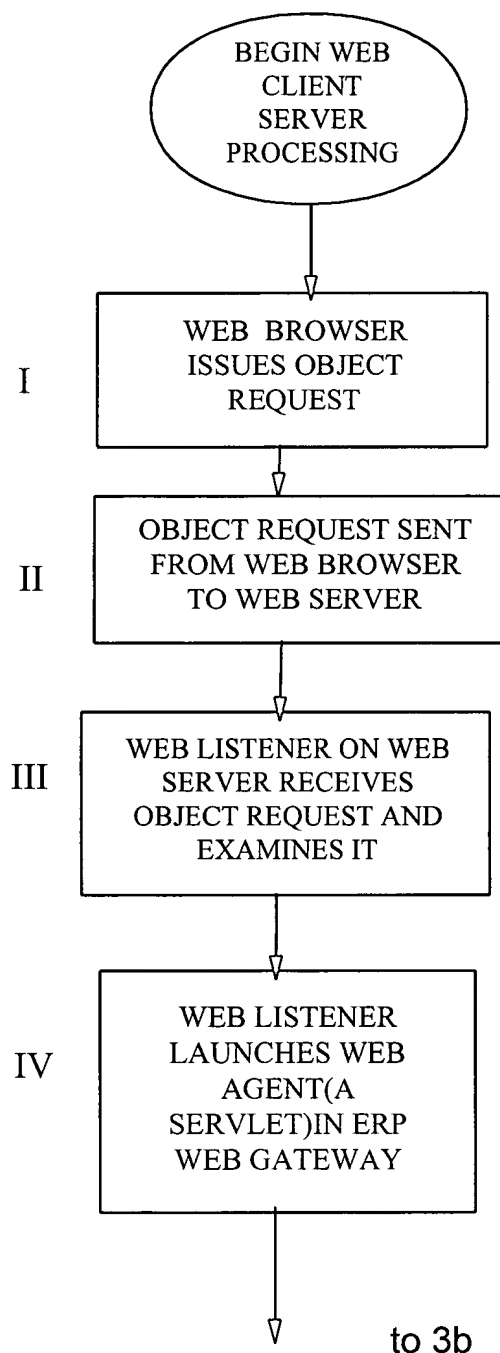 BEGIN WEB
CLIENT
SERVER
PROCESSING
I
WEB BROWSER
ISSUES OBJECT
REQUEST
II
OBJECT REQUEST SENT
FROM WEB BROWSER
TO WEB SERVER
III
WEB LISTENER ON WEB
SERVER RECEIVES
OBJECT REQUEST AND
EXAMINES IT
IV
WEB LISTENER
LAUNCHES WEB
AGENT(A
SERVLET)IN ERP
WEB GATEWAY
to 3b